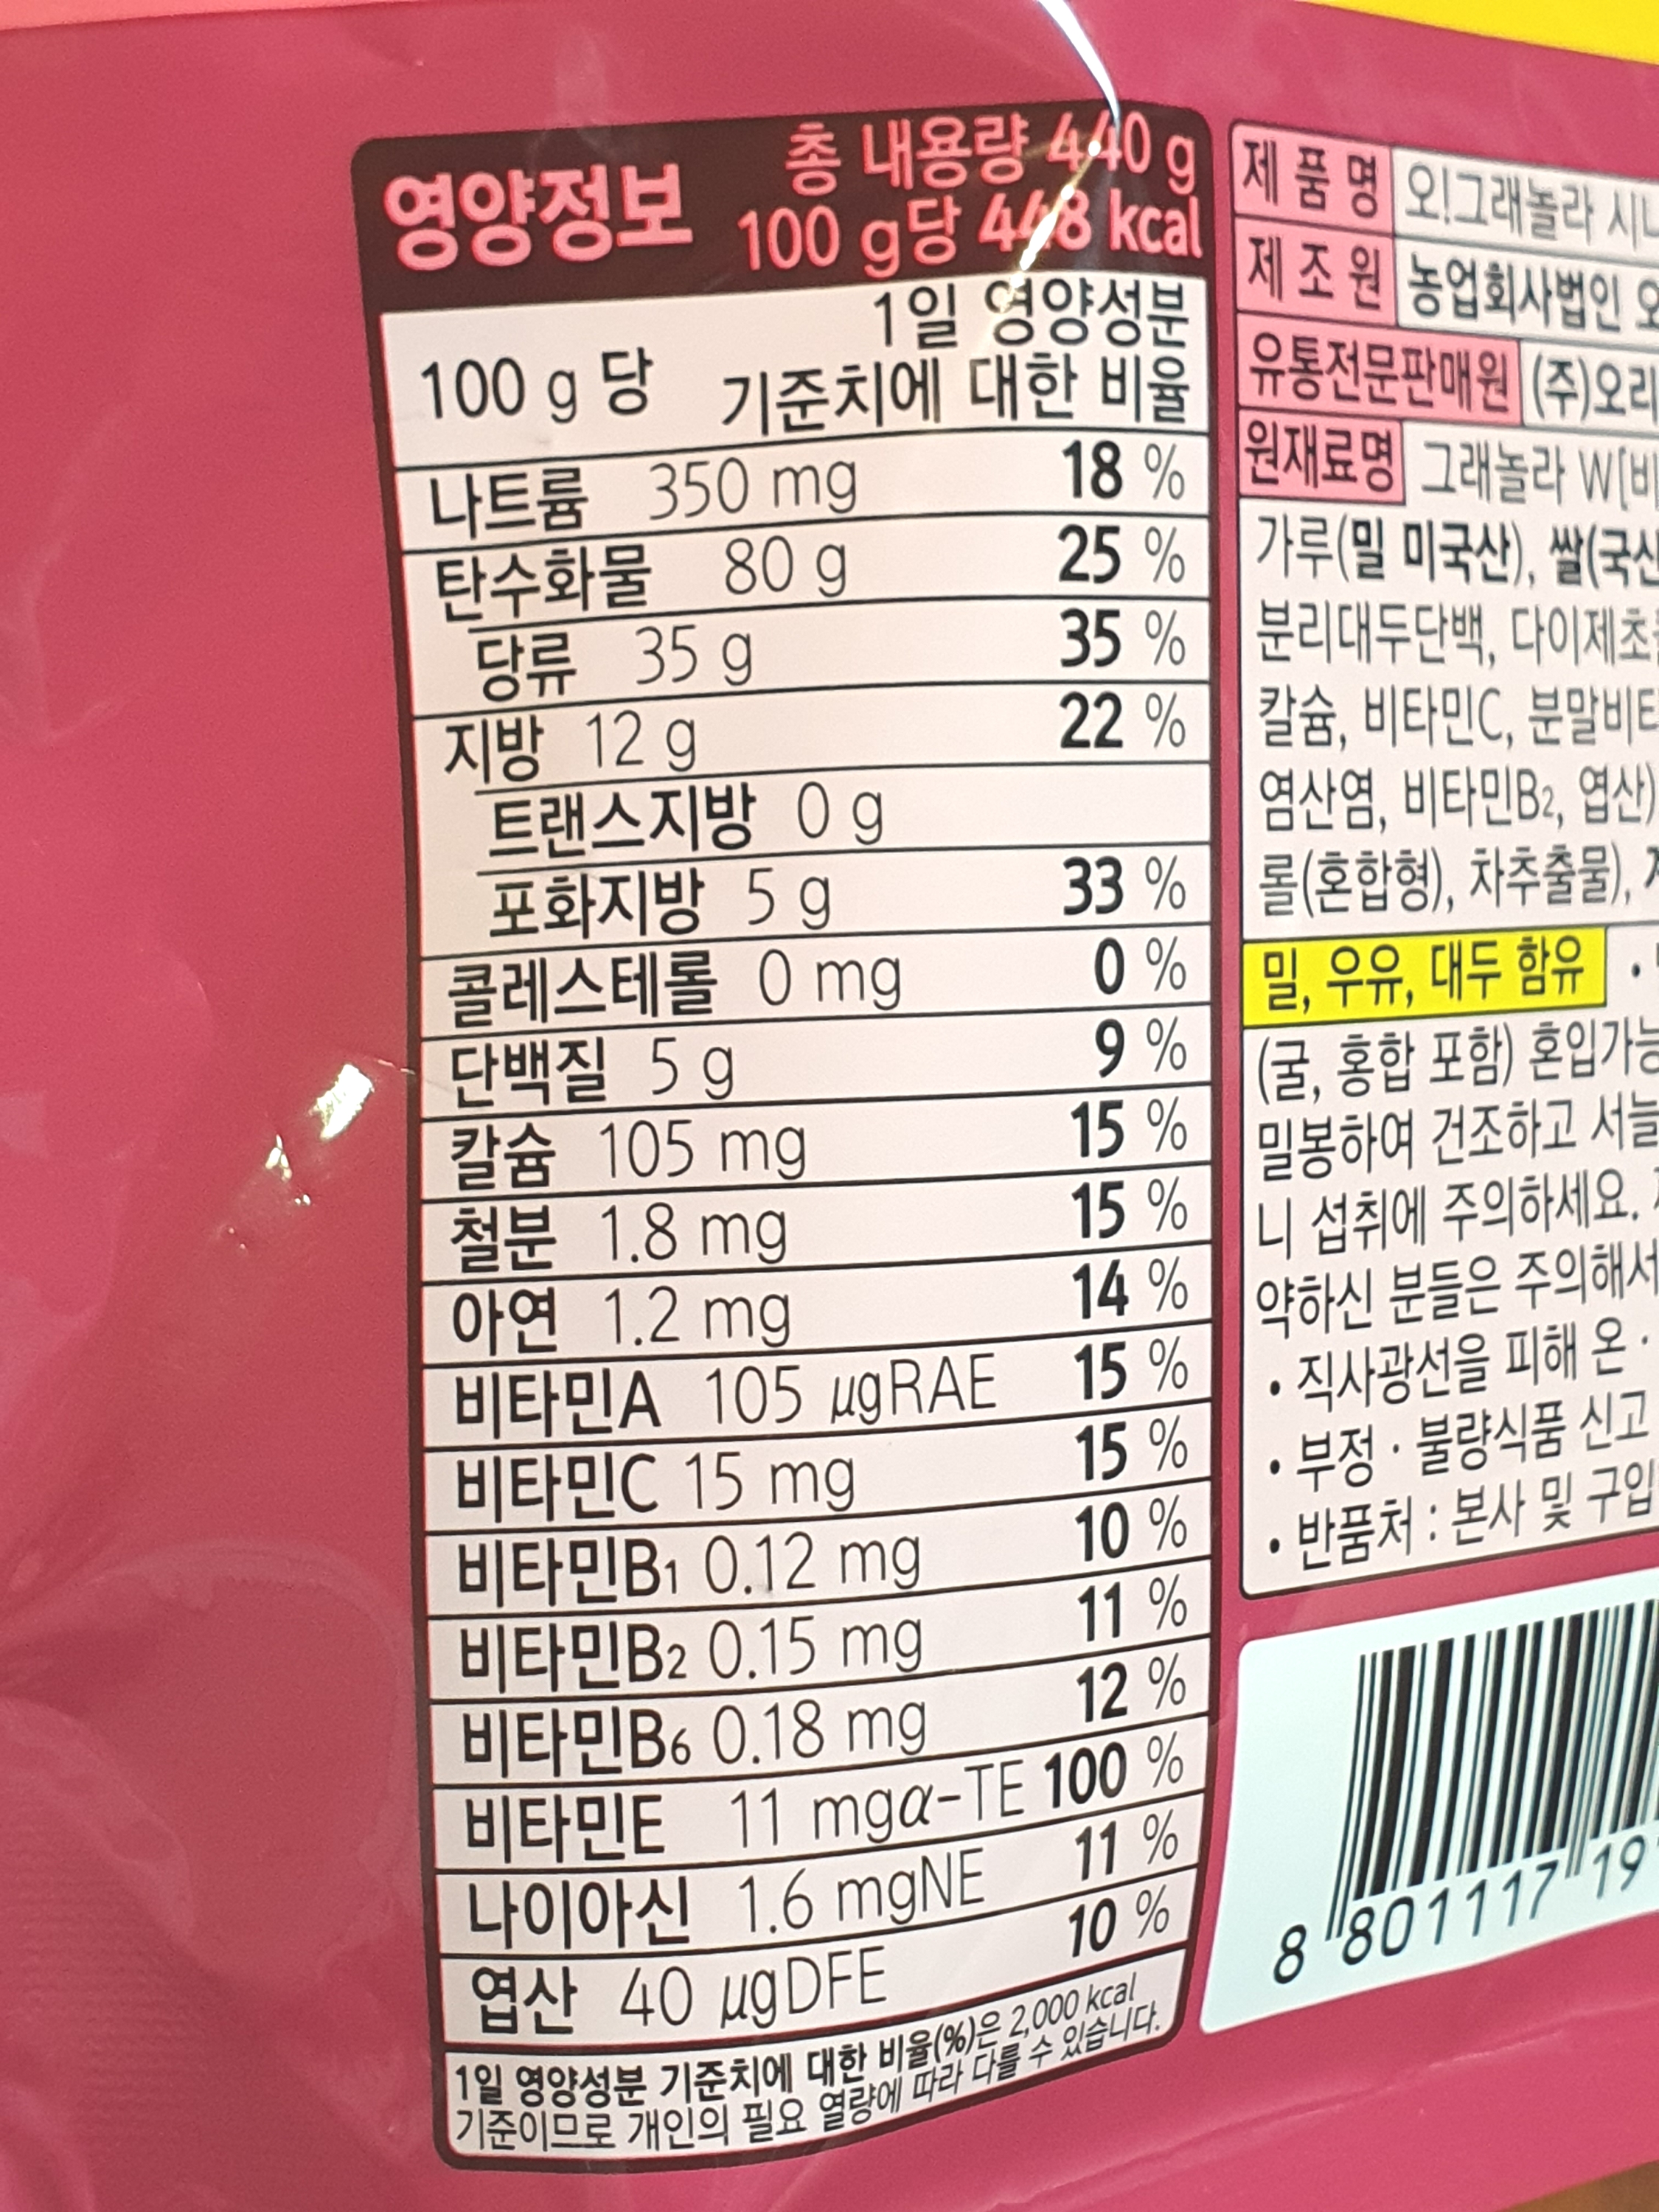 영양정보
총 내용량 440 g
100 g당 448 kcal
100 g 당
1일 영양성분
기준치에 대한 비율
나트륨 350 mg 18 %
탄수화물 80 g 25 %
당류 35 g 35 %
지방 12 g 22 %
트랜스지방 0 g
포화지방 5 g 33 %
콜레스테롤 0 mg 0 %
단백질 5 g 9 %
칼슘 105 mg 15 %
철분 1.8 mg 15 %
아연 1.2 mg 14 %
비타민A 105 μgRAE 15 %
비타민C 15 mg 15 %
비타민B1 0.12 mg 10 %
비타민B2 0.15 mg 11 %
비타민B6 0.18 mg 12 %
비타민E 11 mgα-TE 100 %
나이아신 1.6 mgNE 11 %
엽산 40 μgDFE 10 %
1일 영양성분 기준치에 대한 비율(%)은 2,000 kcal
기준이므로 개인의 필요 열량에 따라 다를 수 있습니다.
제품명 오!그래놀라
제조원 농업회사법인
유통전문판매원 (주)오리
원재료명 그래놀라 W[비
가루(밀 미국산), 쌀(국산
분리대두단백, 다이제초
칼슘, 비타민C, 분말비타
염산염, 비타민B2, 엽산)
롤(혼합형), 차추출물),
밀, 우유, 대두 함유 •
(굴, 홍합 포함) 혼입가능
밀봉하여 건조하고 서늘
니 섭취에 주의하세요.
약하신 분들은 주의해서
• 직사광선을 피해 온·
• 부정·불량식품 신고
• 반품처 : 본사 및 구입
8 801117 19